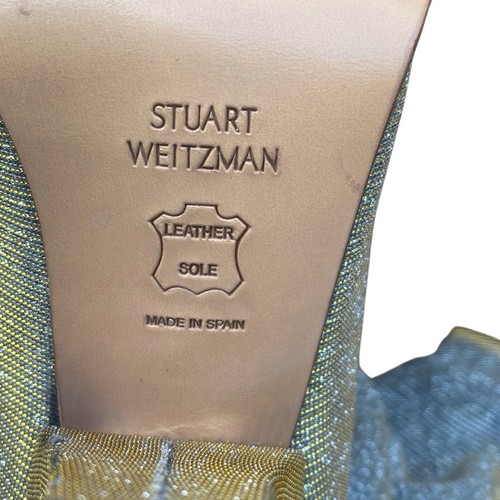 STUART
WEITZMAN
LEATHER
SOLE
MADE IN SPAIN